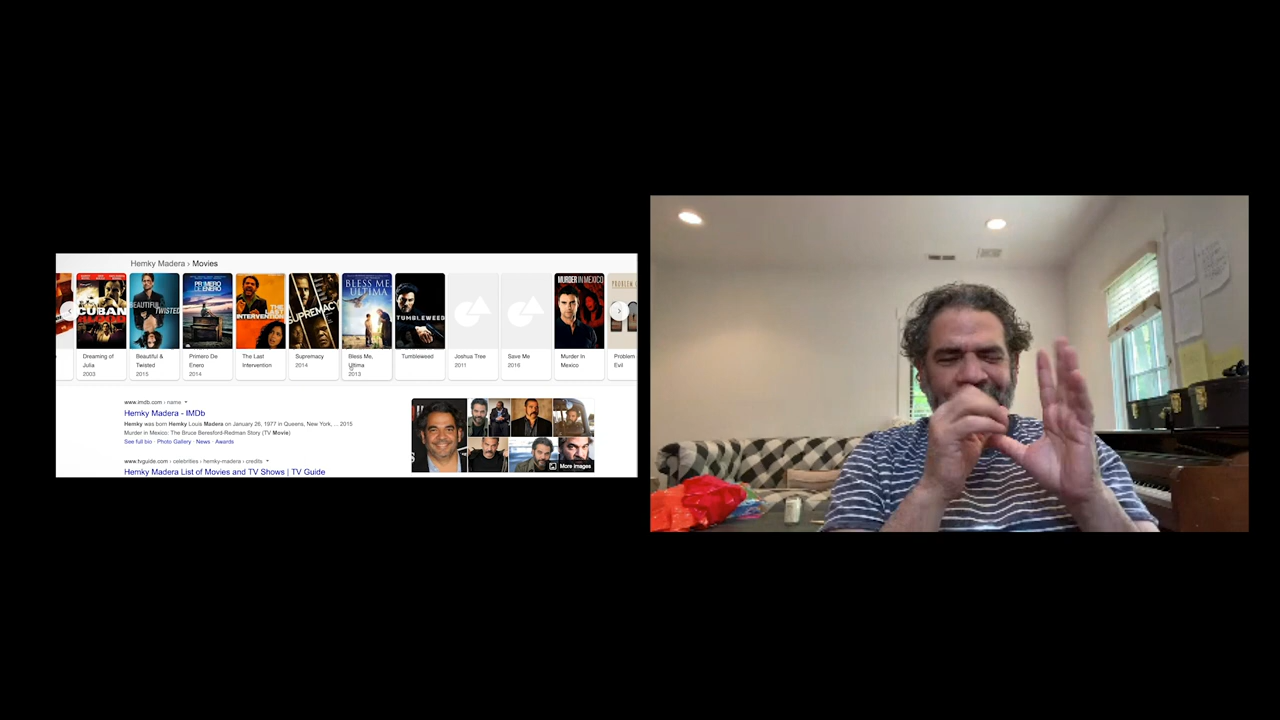 Hemky Madera › Movies
CUBAN
BEAUTIFUL
TWISTED
PRIMERO
DE ENERO
THE LAST
INTERVENTION
SUPREMACY
BLESS ME,
ULTIMA
TUMBLEWEED
MURDER IN MEXICO
Dreaming of
Julia
2003
Beautiful &
Twisted
2015
Primero De
Enero
2014
The Last
Intervention
Supremacy
2014
Bless Me,
Ultima
2013
Tumbleweed
Joshua Tree
2011
Save Me
2016
Murder In
Mexico
Problem
Evil
www.imdb.com › name
Hemky Madera - IMDb
Hemky was born Hemky Louis Madera on January 26, 1977 in Queens, New York, ... 2015
Murder in Mexico: The Bruce Beresford-Redman Story (TV Movie)
See full bio · Photo Gallery · News · Awards
More images
www.tvguide.com › celebrities › hemky-madera › credits
Hemky Madera List of Movies and TV Shows | TV Guide